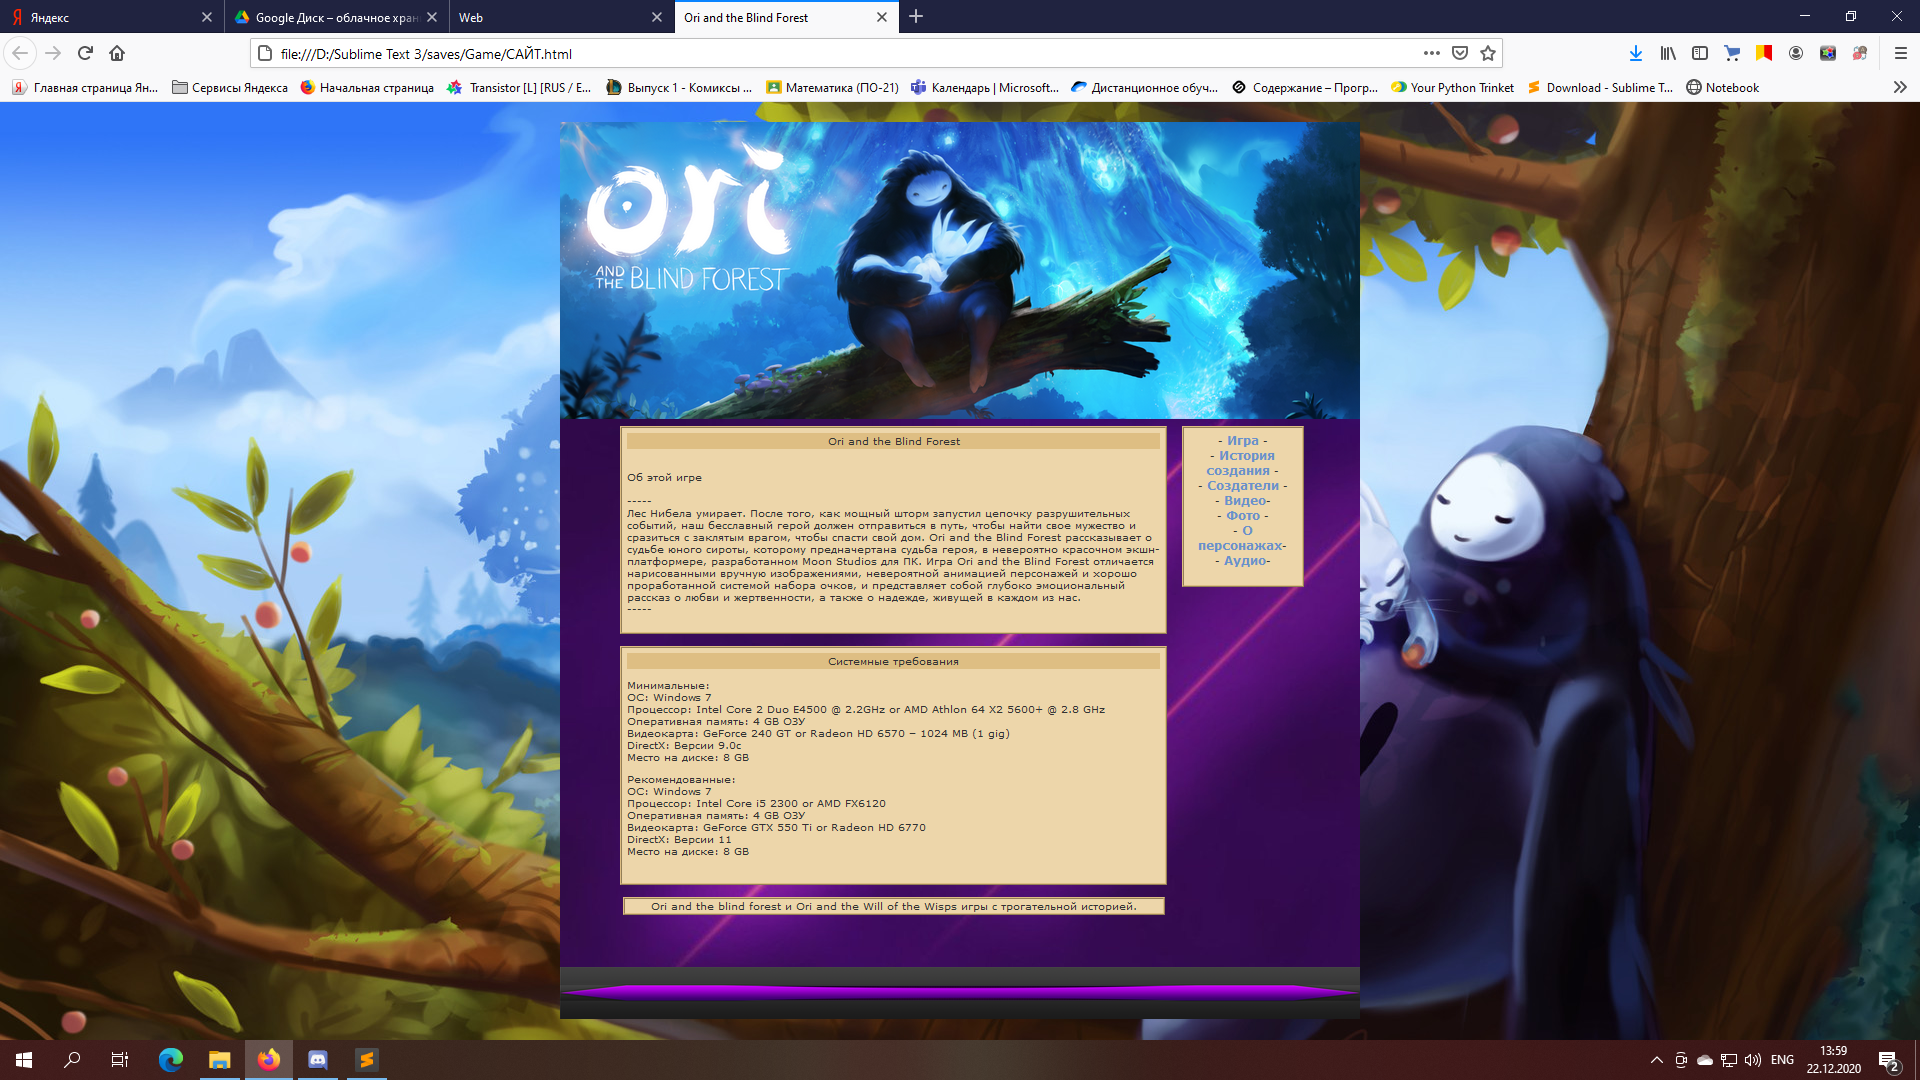 Яндекс
Google Диск – облачное хран
Web
Ori and the Blind Forest
file:///D:/Sublime Text 3/saves/Game/САЙТ.html
Главная страница Ян...
Сервисы Яндекса
Начальная страница
Transistor [L] [RUS / E...
Выпуск 1 - Комиксы ...
Математика (ПО-21)
Календарь | Microsoft...
Дистанционное обуч...
Содержание – Прогр...
Your Python Trinket
Download - Sublime T...
Notebook
ori
AND THE BLIND FOREST
Ori and the Blind Forest
Об этой игре
-----
Лес Нибела умирает. После того, как мощный шторм запустил цепочку разрушительных
событий, наш бесславный герой должен отправиться в путь, чтобы найти свое мужество и
сразиться с заклятым врагом, чтобы спасти свой дом. Ori and the Blind Forest рассказывает о
судьбе юного сироты, которому предначертана судьба героя, в невероятно красочном экшн-
платформере, разработанном Moon Studios для ПК. Игра Ori and the Blind Forest отличается
нарисованными вручную изображениями, невероятной анимацией персонажей и хорошо
проработанной системой набора очков, и представляет собой глубоко эмоциональный
рассказ о любви и жертвенности, а также о надежде, живущей в каждом из нас.
-----
- Игра -
- История
создания -
- Создатели -
- Видео-
- Фото -
- О
персонажах-
- Аудио-
Системные требования
Минимальные:
ОС: Windows 7
Процессор: Intel Core 2 Duo E4500 @ 2.2GHz or AMD Athlon 64 X2 5600+ @ 2.8 GHz
Оперативная память: 4 GB ОЗУ
Видеокарта: GeForce 240 GT or Radeon HD 6570 – 1024 MB (1 gig)
DirectX: Версии 9.0c
Место на диске: 8 GB
Рекомендованные:
ОС: Windows 7
Процессор: Intel Core i5 2300 or AMD FX6120
Оперативная память: 4 GB ОЗУ
Видеокарта: GeForce GTX 550 Ti or Radeon HD 6770
DirectX: Версии 11
Место на диске: 8 GB
Ori and the blind forest и Ori and the Will of the Wisps игры с трогательной историей.
ENG
13:59
22.12.2020
2